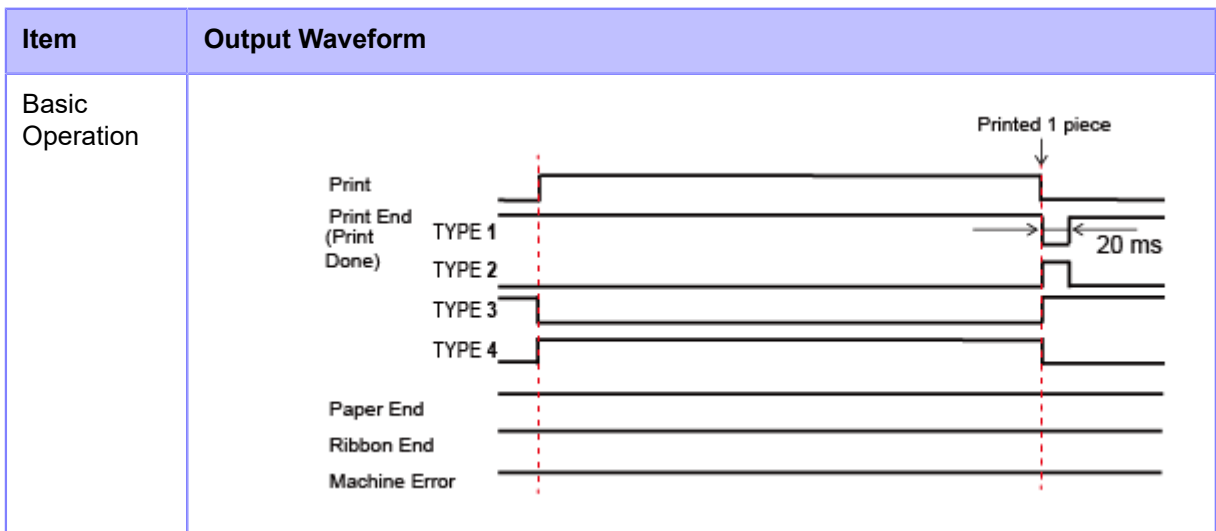 Item
Output Waveform
Basic
Operation
Printed 1 piece
Print
Print End
(Print
Done)
TYPE 1
20 ms
TYPE 2
TYPE 3
TYPE 4
Paper End
Ribbon End
Machine Error